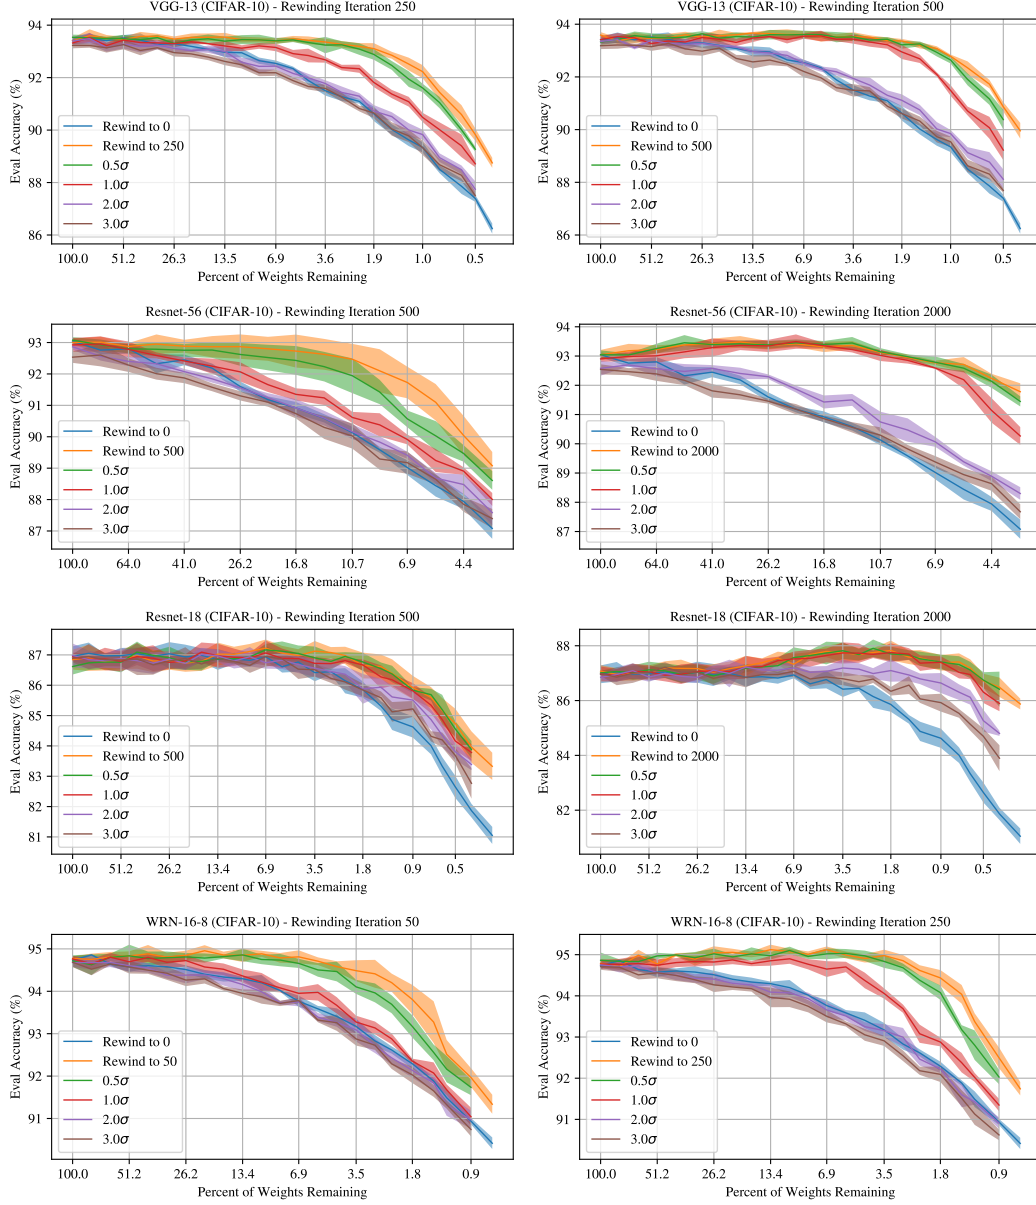 VGG-13 (CIFAR-10) - Rewinding Iteration 250
Eval Accuracy (%)
94
92
90
88
86
Rewind to 0
Rewind to 250
0.5σ
1.0σ
2.0σ
3.0σ
100.0 51.2 26.3 13.5 6.9 3.6 1.9 1.0 0.5
Percent of Weights Remaining
VGG-13 (CIFAR-10) - Rewinding Iteration 500
Eval Accuracy (%)
94
92
90
88
86
Rewind to 0
Rewind to 500
0.5σ
1.0σ
2.0σ
3.0σ
100.0 51.2 26.3 13.5 6.9 3.6 1.9 1.0 0.5
Percent of Weights Remaining
Resnet-56 (CIFAR-10) - Rewinding Iteration 500
Eval Accuracy (%)
93
92
91
90
89
88
87
Rewind to 0
Rewind to 500
0.5σ
1.0σ
2.0σ
3.0σ
100.0 64.0 41.0 26.2 16.8 10.7 6.9 4.4
Percent of Weights Remaining
Resnet-56 (CIFAR-10) - Rewinding Iteration 2000
Eval Accuracy (%)
94
93
92
91
90
89
88
87
Rewind to 0
Rewind to 2000
0.5σ
1.0σ
2.0σ
3.0σ
100.0 64.0 41.0 26.2 16.8 10.7 6.9 4.4
Percent of Weights Remaining
Resnet-18 (CIFAR-10) - Rewinding Iteration 500
Eval Accuracy (%)
87
86
85
84
83
82
81
Rewind to 0
Rewind to 500
0.5σ
1.0σ
2.0σ
3.0σ
100.0 51.2 26.2 13.4 6.9 3.5 1.8 0.9 0.5
Percent of Weights Remaining
Resnet-18 (CIFAR-10) - Rewinding Iteration 2000
Eval Accuracy (%)
88
86
84
82
Rewind to 0
Rewind to 2000
0.5σ
1.0σ
2.0σ
3.0σ
100.0 51.2 26.2 13.4 6.9 3.5 1.8 0.9 0.5
Percent of Weights Remaining
WRN-16-8 (CIFAR-10) - Rewinding Iteration 50
Eval Accuracy (%)
95
94
93
92
91
Rewind to 0
Rewind to 50
0.5σ
1.0σ
2.0σ
3.0σ
100.0 51.2 26.2 13.4 6.9 3.5 1.8 0.9
Percent of Weights Remaining
WRN-16-8 (CIFAR-10) - Rewinding Iteration 250
Eval Accuracy (%)
95
94
93
92
91
Rewind to 0
Rewind to 250
0.5σ
1.0σ
2.0σ
3.0σ
100.0 51.2 26.2 13.4 6.9 3.5 1.8 0.9
Percent of Weights Remaining